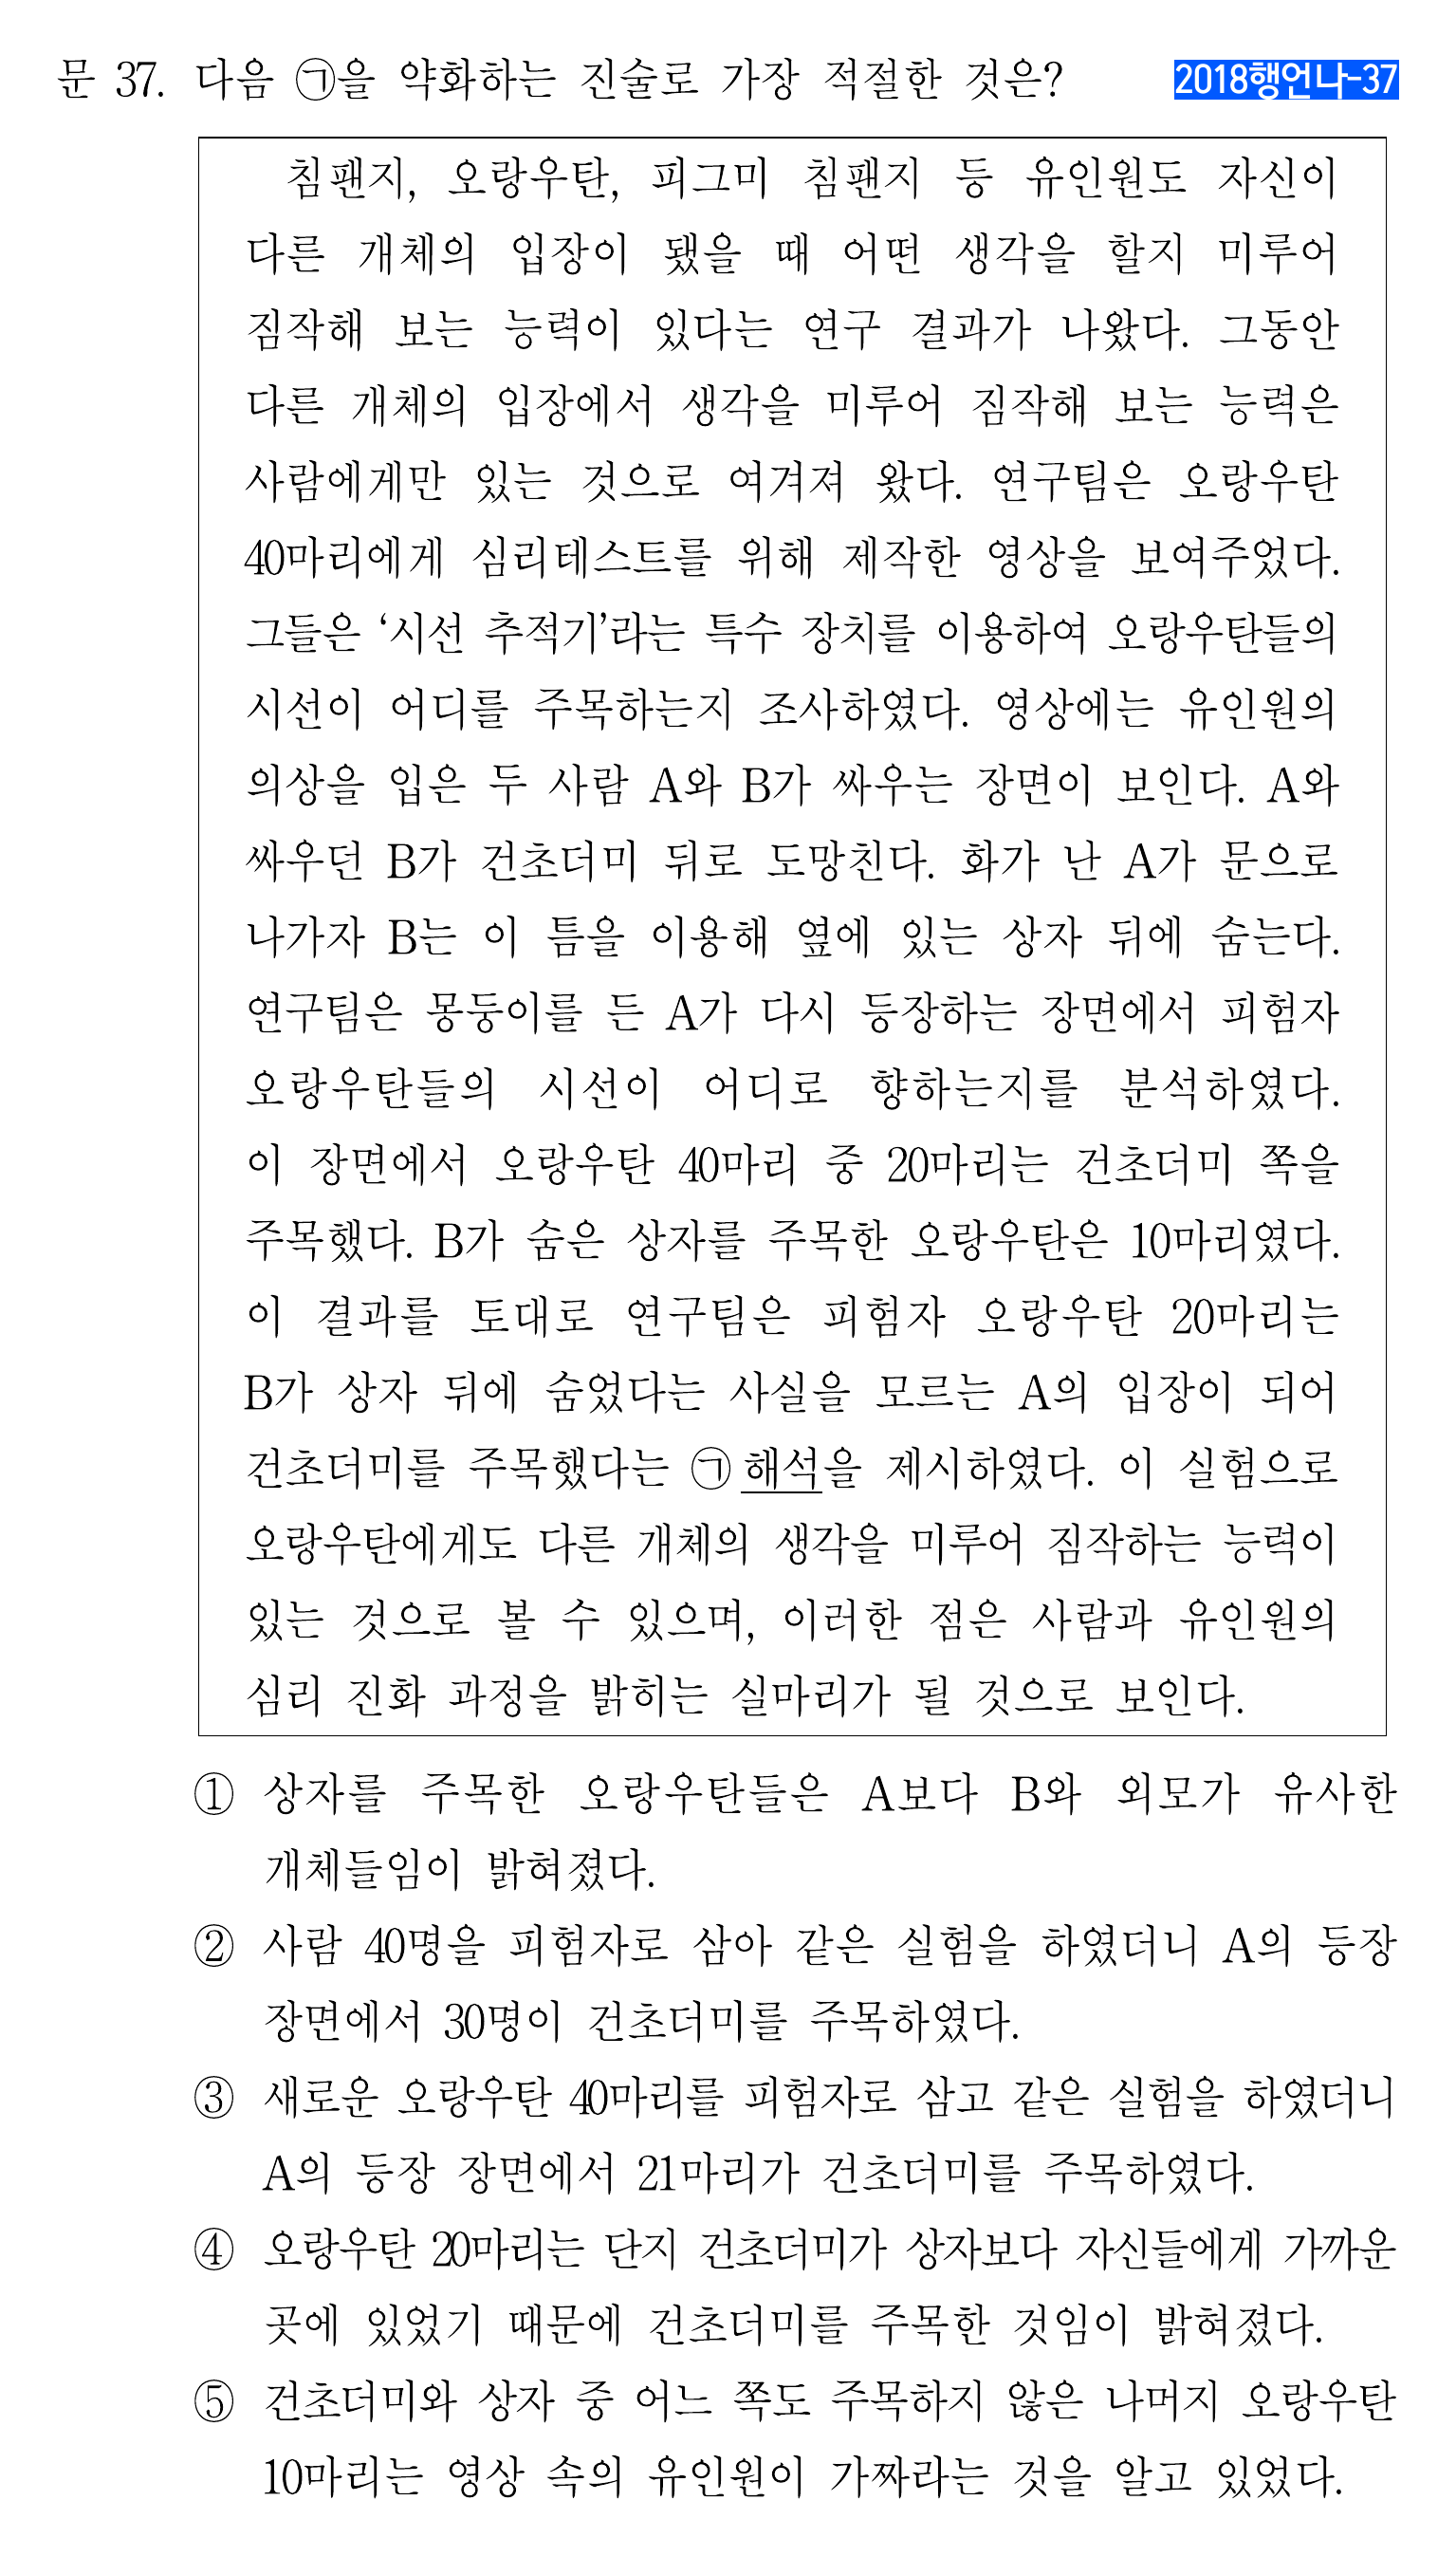 문 37. 다음 ㉠을 약화하는 진술로 가장 적절한 것은? 2018행언나-37
침팬지, 오랑우탄, 피그미 침팬지 등 유인원도 자신이
다른 개체의 입장이 됐을 때 어떤 생각을 할지 미루어
짐작해 보는 능력이 있다는 연구 결과가 나왔다. 그동안
다른 개체의 입장에서 생각을 미루어 짐작해 보는 능력은
사람에게만 있는 것으로 여겨져 왔다. 연구팀은 오랑우탄
40마리에게 심리테스트를 위해 제작한 영상을 보여주었다.
그들은 ‘시선 추적기’라는 특수 장치를 이용하여 오랑우탄들의
시선이 어디를 주목하는지 조사하였다. 영상에는 유인원의
의상을 입은 두 사람 A와 B가 싸우는 장면이 보인다. A와
싸우던 B가 건초더미 뒤로 도망친다. 화가 난 A가 문으로
나가자 B는 이 틈을 이용해 옆에 있는 상자 뒤에 숨는다.
연구팀은 몽둥이를 든 A가 다시 등장하는 장면에서 피험자
오랑우탄들의 시선이 어디로 향하는지를 분석하였다.
이 장면에서 오랑우탄 40마리 중 20마리는 건초더미 쪽을
주목했다. B가 숨은 상자를 주목한 오랑우탄은 10마리였다.
이 결과를 토대로 연구팀은 피험자 오랑우탄 20마리는
B가 상자 뒤에 숨었다는 사실을 모르는 A의 입장이 되어
건초더미를 주목했다는 ㉠해석을 제시하였다. 이 실험으로
오랑우탄에게도 다른 개체의 생각을 미루어 짐작하는 능력이
있는 것으로 볼 수 있으며, 이러한 점은 사람과 유인원의
심리 진화 과정을 밝히는 실마리가 될 것으로 보인다.
① 상자를 주목한 오랑우탄들은 A보다 B와 외모가 유사한
개체들임이 밝혀졌다.
② 사람 40명을 피험자로 삼아 같은 실험을 하였더니 A의 등장
장면에서 30명이 건초더미를 주목하였다.
③ 새로운 오랑우탄 40마리를 피험자로 삼고 같은 실험을 하였더니
A의 등장 장면에서 21마리가 건초더미를 주목하였다.
④ 오랑우탄 20마리는 단지 건초더미가 상자보다 자신들에게 가까운
곳에 있었기 때문에 건초더미를 주목한 것임이 밝혀졌다.
⑤ 건초더미와 상자 중 어느 쪽도 주목하지 않은 나머지 오랑우탄
10마리는 영상 속의 유인원이 가짜라는 것을 알고 있었다.